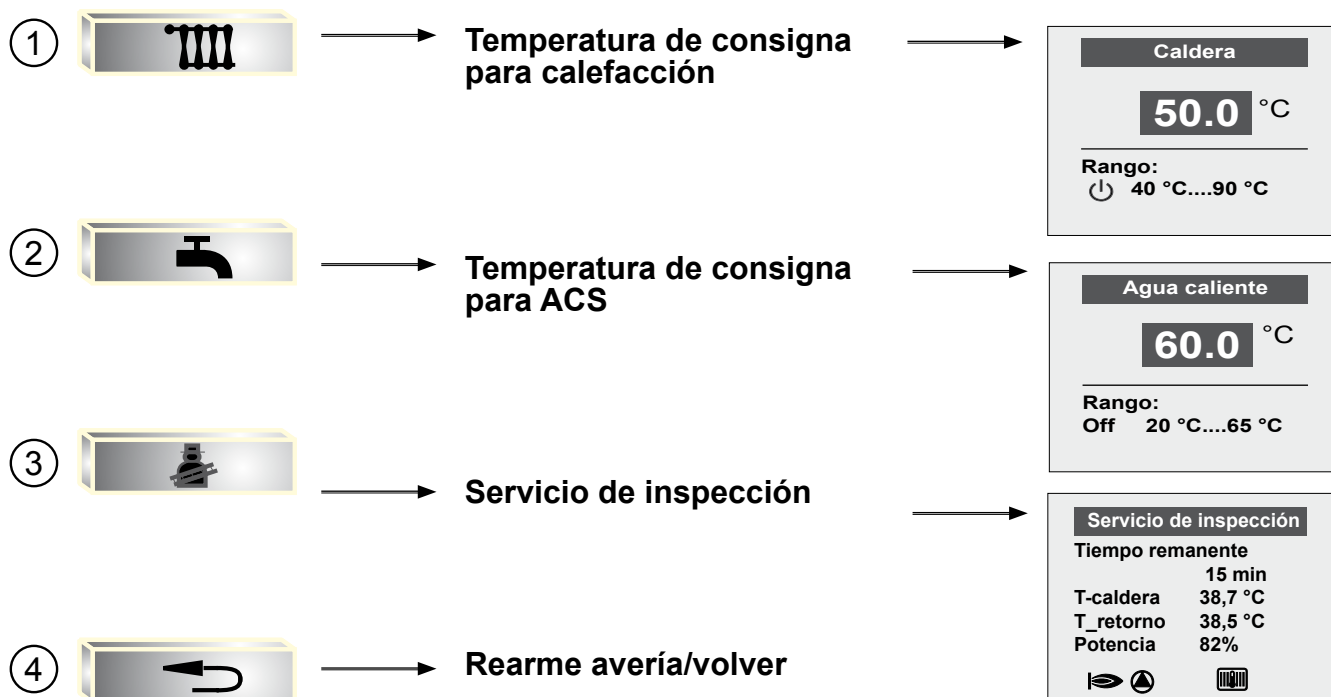 1
Temperatura de consigna
para calefacción
Caldera
50.0 °C
Rango:
40 °C....90 °C
2
Temperatura de consigna
para ACS
Agua caliente
60.0 °C
Rango:
Off 20 °C....65 °C
3
Servicio de inspección
Servicio de inspección
Tiempo remanente
15 min
T-caldera 38,7 °C
T_retorno 38,5 °C
Potencia 82%
4
Rearme avería/volver